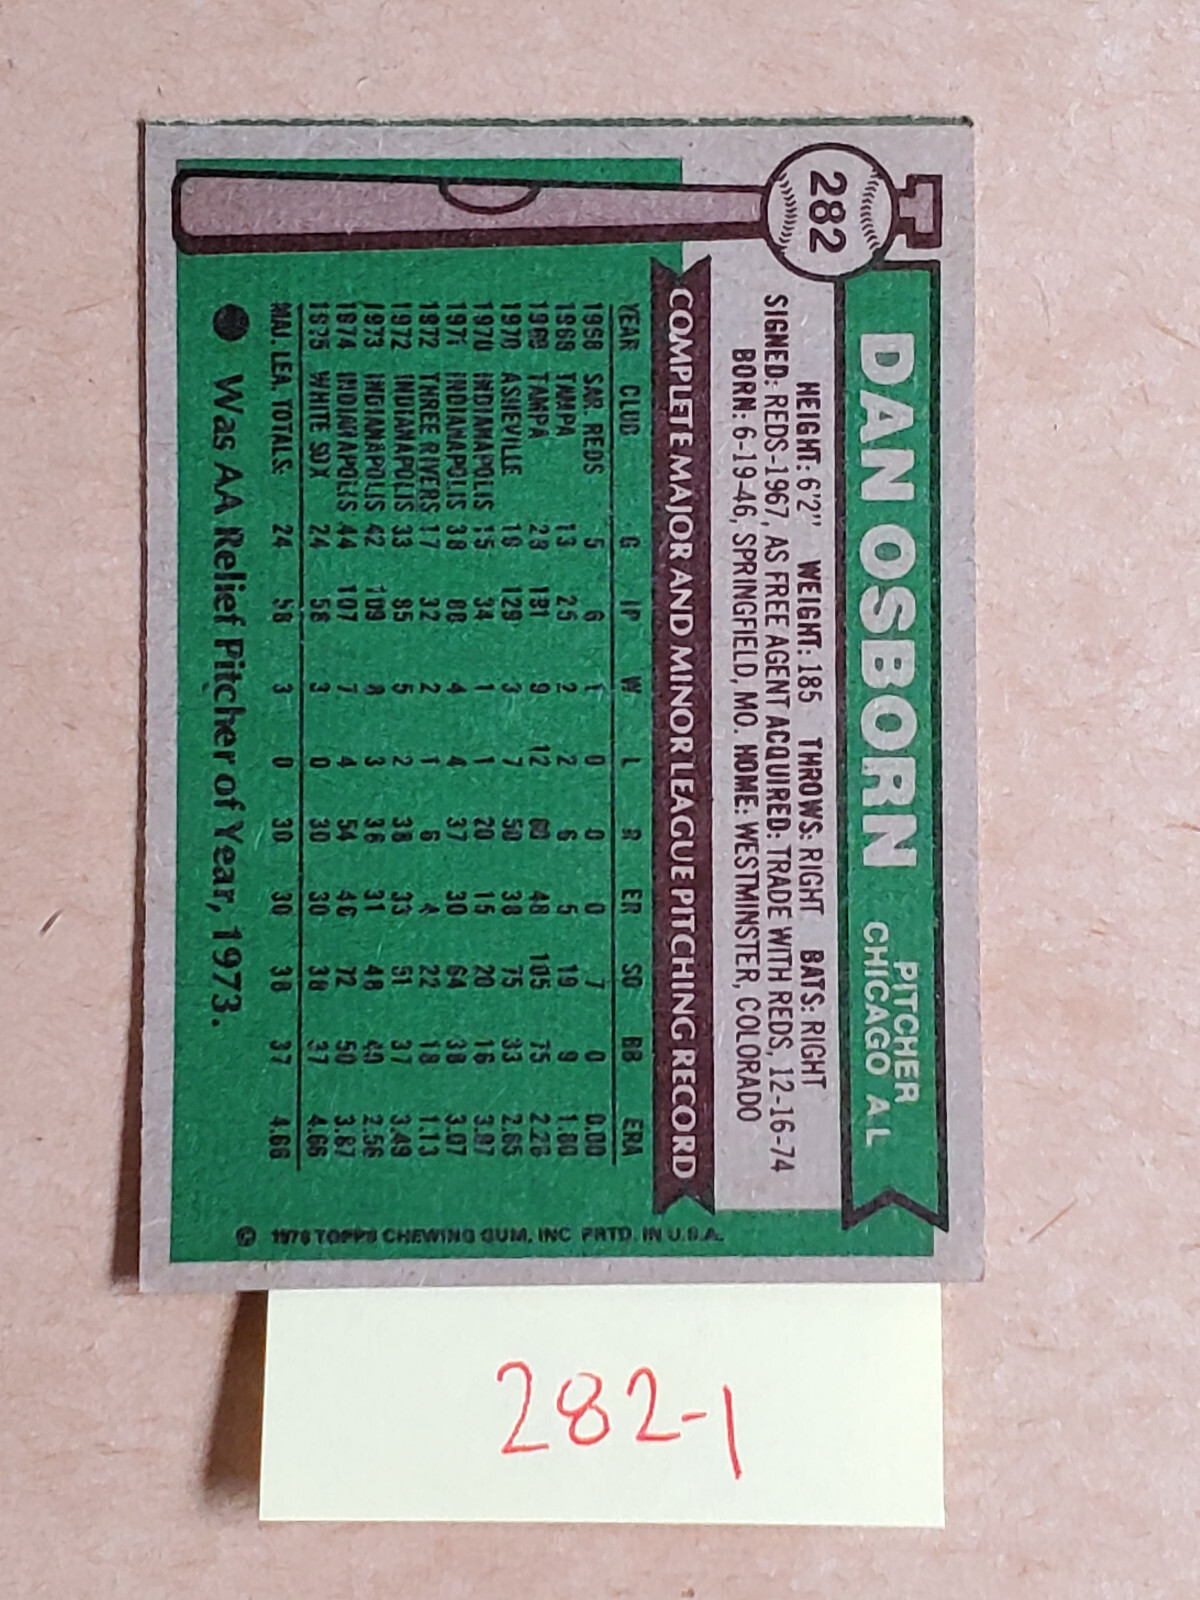 282
DAN OSBORN
PITCHER
CHICAGO AL
HEIGHT: 6'2" WEIGHT: 185 THROWS: RIGHT BATS: RIGHT
SIGNED: REDS-1967, AS FREE AGENT ACQUIRED: TRADE WITH REDS, 12-16-74
BORN: 6-19-46, SPRINGFIELD, MO. HOME: WESTMINSTER, COLORADO
COMPLETE MAJOR AND MINOR LEAGUE PITCHING RECORD
YEAR CLUB G IP W L R ER SO BB ERA
1968 SAR. REDS 5 6 1 0 0 0 7 0 0.00
1968 TAMPA 13 25 2 2 6 5 19 9 1.80
1969 TAMPA 29 191 9 12 48 105 75 2.26
1970 ASHEVILLE 18 129 3 7 50 38 75 33 2.65
1970 INDIANAPOLIS 15 34 1 1 20 15 20 16 3.97
1971 INDIANAPOLIS 38 88 4 4 37 30 64 38 3.07
1972 THREE RIVERS 17 32 2 1 6 4 22 18 1.13
1972 INDIANAPOLIS 33 85 5 2 38 33 51 37 3.49
1973 INDIANAPOLIS 42 109 8 3 36 31 48 40 2.56
1974 INDIANAPOLIS 44 107 7 4 54 46 72 50 3.87
1975 WHITE SOX 24 58 3 0 30 30 38 37 4.66
MAJ. LEA. TOTALS: 24 58 3 0 30 30 38 37 4.66
Was AA Relief Pitcher of Year, 1973.
© 1976 TOPPS CHEWING GUM, INC PRTD. IN U.S.A.
282-1